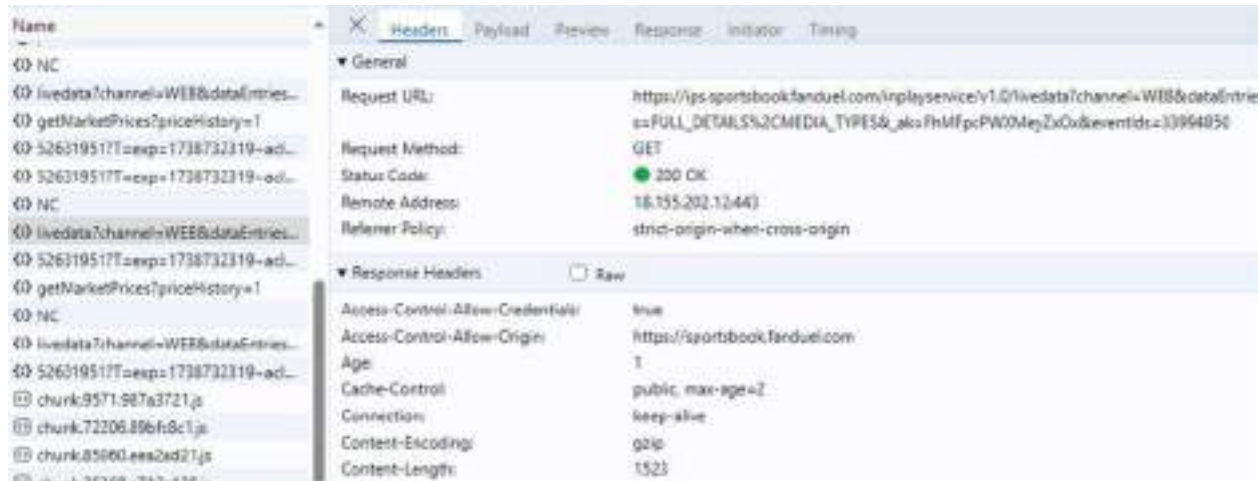 Name
Headers Payload Preview Response Initiator Timing
NC
livedata?channel=WEB&dataEntries...
getMarketPrices?priceHistory=1
52631951?T=exp=1738732319~acl...
52631951?T=exp=1738732319~acl...
NC
livedata?channel=WEB&dataEntries...
52631951?T=exp=1738732319~acl...
getMarketPrices?priceHistory=1
NC
livedata?channel=WEB&dataEntries...
52631951?T=exp=1738732319~acl...
chunk.9571.987a3721.js
chunk.72206.89bfc8c1.js
chunk.85960.eea2ad21.js
General
Request URL:
https://ips.sportsbook.fanduel.com/inplayservice/v1.0/livedata?channel=WEB&dataEntrie
s=FULL_DETAILS%2CMEDIA_TYPES&_ak=FhMFpcPWXMeyZxOx&eventIds=33994850
Request Method: GET
Status Code: 200 OK
Remote Address: 18.155.202.12:443
Referrer Policy: strict-origin-when-cross-origin
Response Headers Raw
Access-Control-Allow-Credentials: true
Access-Control-Allow-Origin: https://sportsbook.fanduel.com
Age: 1
Cache-Control: public, max-age=2
Connection: keep-alive
Content-Encoding: gzip
Content-Length: 1523